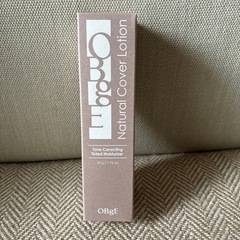 OBgE
Natural Cover Lotion
Tone Correcting
Tinted Moisturizer
OBgE